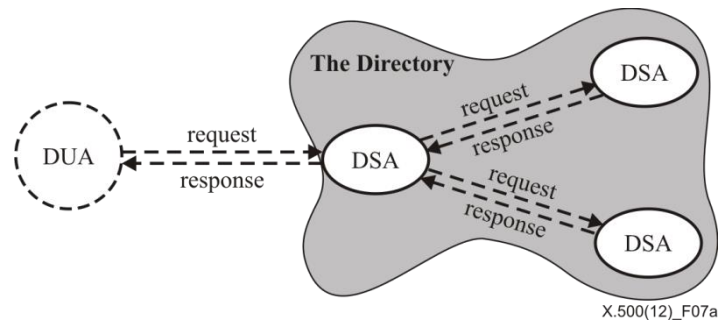 The Directory
DSA
request
response
request
response
DUA
DSA
request
response
DSA
X.500(12)_F07a